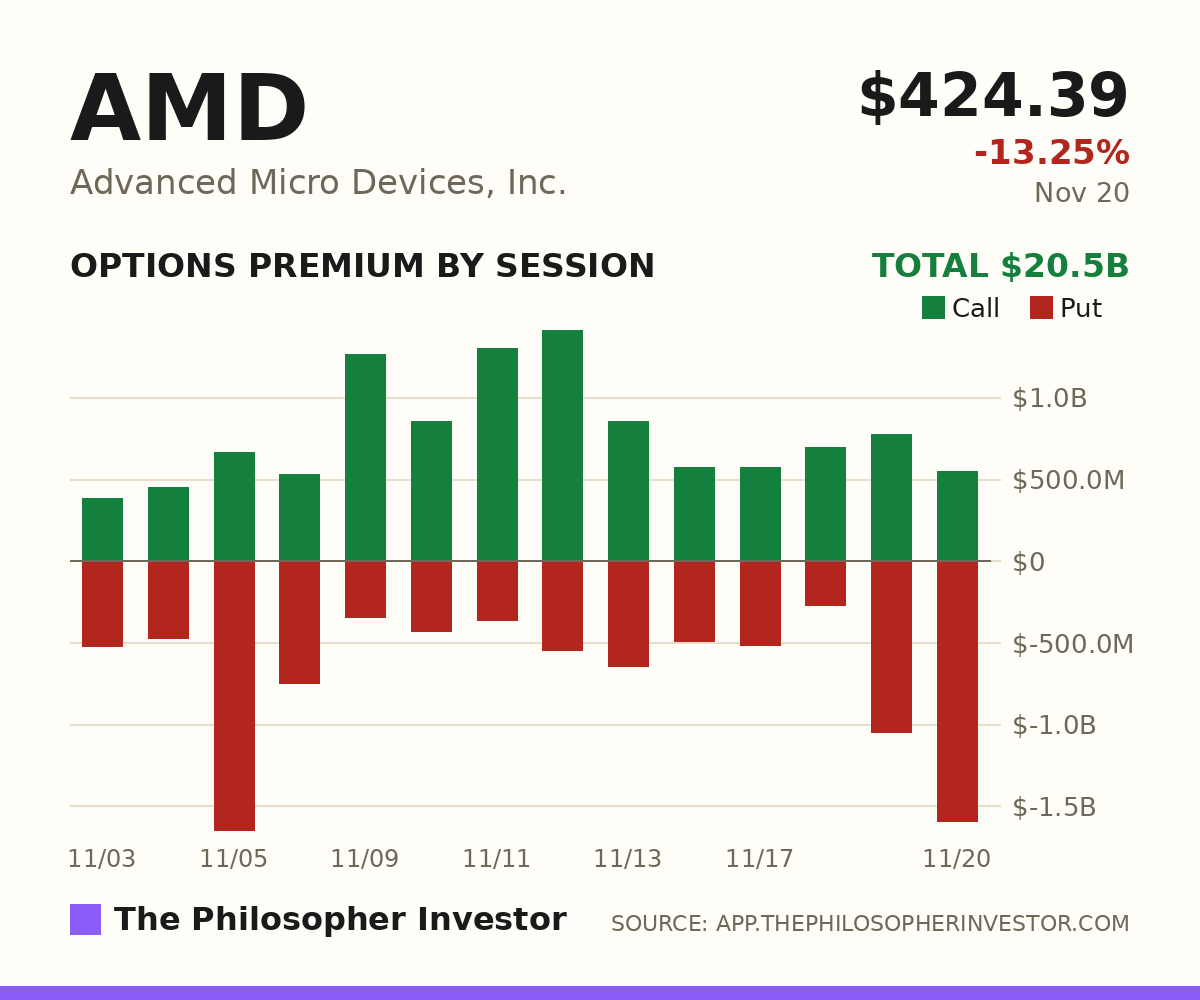 AMD
$424.39
Advanced Micro Devices, Inc.
-13.25%
Nov 20
OPTIONS PREMIUM BY SESSION
TOTAL $20.5B
Call
Put
$1.0B
$500.0M
$0
$-500.0M
$-1.0B
$-1.5B
11/03 11/05 11/09 11/11 11/13 11/17 11/20
The Philosopher Investor
SOURCE: APP.THEPHILOSOPHERINVESTOR.COM